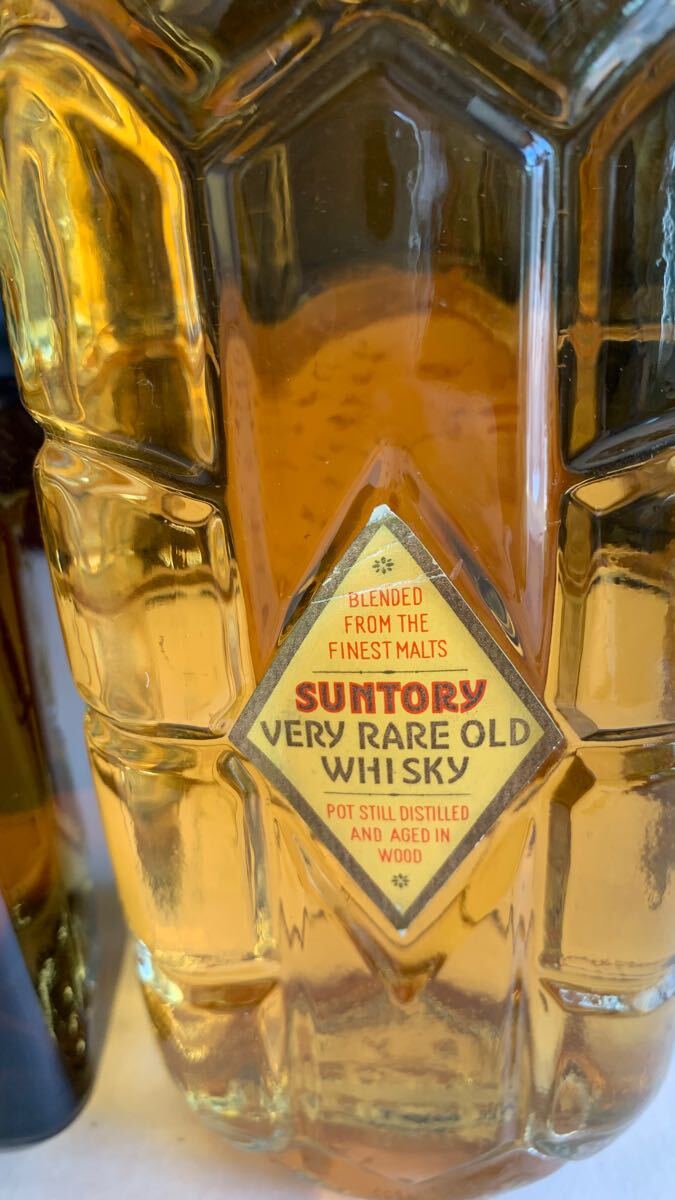 BLENDED
FROM THE
FINEST MALTS
SUNTORY
VERY RARE OLD
WHISKY
POT STILL DISTILLED
AND AGED IN
WOOD